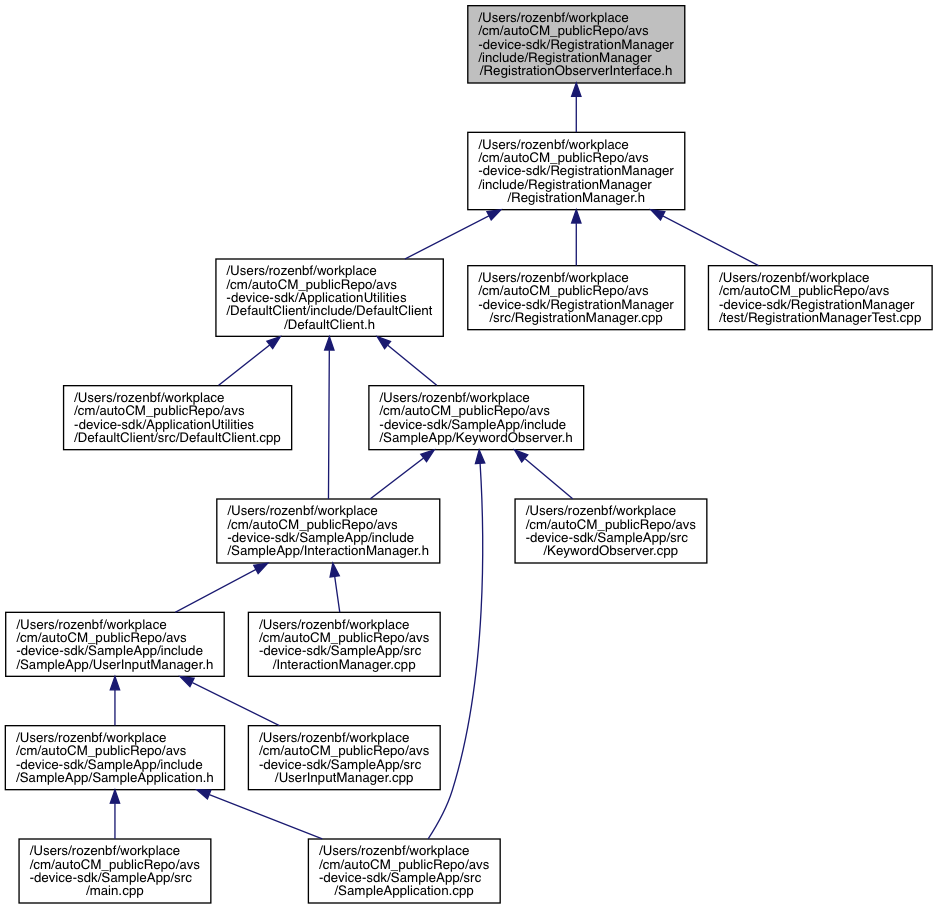 /Users/rozenbf/workplace
/cm/autoCM_publicRepo/avs
-device-sdk/RegistrationManager
/include/RegistrationManager
/RegistrationObserverInterface.h
/Users/rozenbf/workplace
/cm/autoCM_publicRepo/avs
-device-sdk/RegistrationManager
/include/RegistrationManager
/RegistrationManager.h
/Users/rozenbf/workplace
/cm/autoCM_publicRepo/avs
-device-sdk/ApplicationUtilities
/DefaultClient/include/DefaultClient
/DefaultClient.h
/Users/rozenbf/workplace
/cm/autoCM_publicRepo/avs
-device-sdk/RegistrationManager
/src/RegistrationManager.cpp
/Users/rozenbf/workplace
/cm/autoCM_publicRepo/avs
-device-sdk/RegistrationManager
/test/RegistrationManagerTest.cpp
/Users/rozenbf/workplace
/cm/autoCM_publicRepo/avs
-device-sdk/ApplicationUtilities
/DefaultClient/src/DefaultClient.cpp
/Users/rozenbf/workplace
/cm/autoCM_publicRepo/avs
-device-sdk/SampleApp/include
/SampleApp/KeywordObserver.h
/Users/rozenbf/workplace
/cm/autoCM_publicRepo/avs
-device-sdk/SampleApp/include
/SampleApp/InteractionManager.h
/Users/rozenbf/workplace
/cm/autoCM_publicRepo/avs
-device-sdk/SampleApp/src
/KeywordObserver.cpp
/Users/rozenbf/workplace
/cm/autoCM_publicRepo/avs
-device-sdk/SampleApp/include
/SampleApp/UserInputManager.h
/Users/rozenbf/workplace
/cm/autoCM_publicRepo/avs
-device-sdk/SampleApp/src
/InteractionManager.cpp
/Users/rozenbf/workplace
/cm/autoCM_publicRepo/avs
-device-sdk/SampleApp/include
/SampleApp/SampleApplication.h
/Users/rozenbf/workplace
/cm/autoCM_publicRepo/avs
-device-sdk/SampleApp/src
/UserInputManager.cpp
/Users/rozenbf/workplace
/cm/autoCM_publicRepo/avs
-device-sdk/SampleApp/src
/main.cpp
/Users/rozenbf/workplace
/cm/autoCM_publicRepo/avs
-device-sdk/SampleApp/src
/SampleApplication.cpp